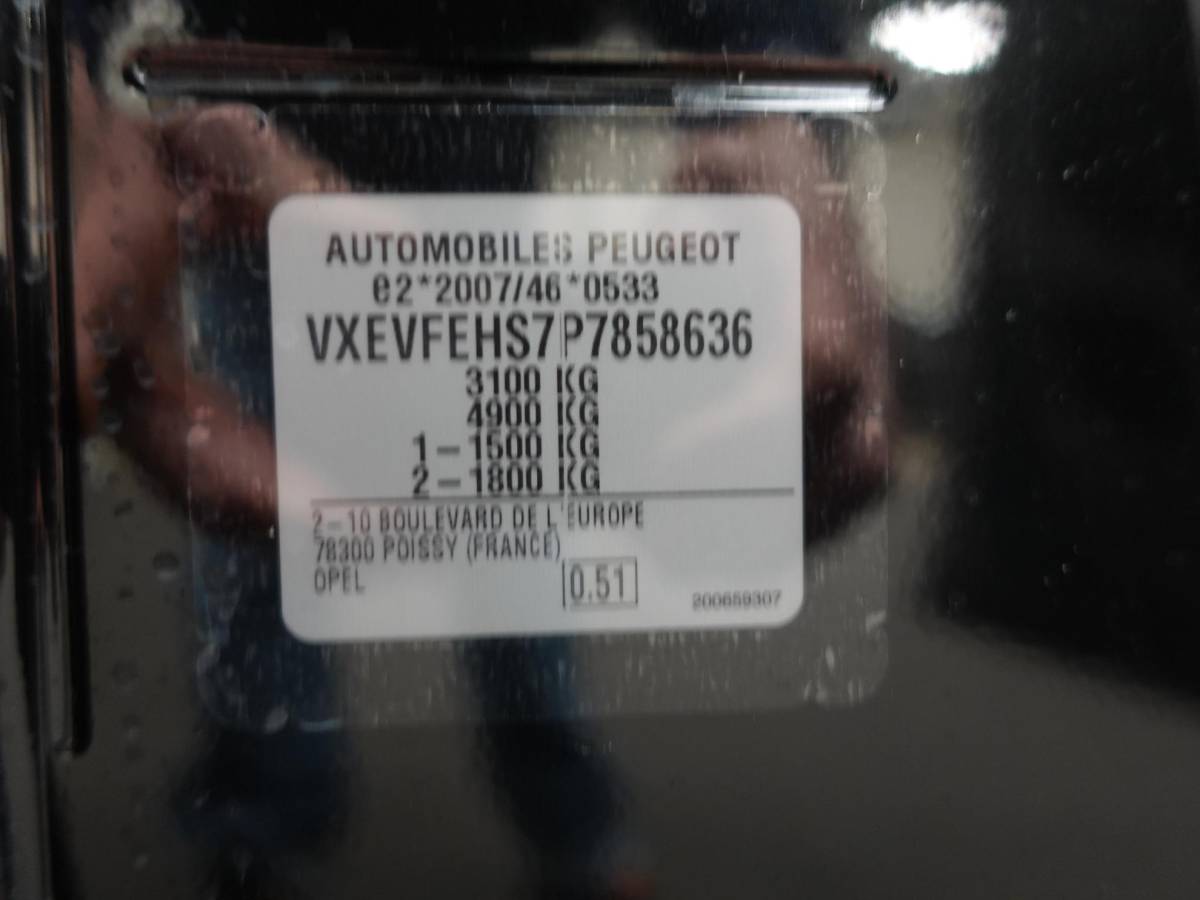 AUTOMOBILES PEUGEOT
e2*2007/46*0533
VXEVFEHS7P7858636
3100 KG
4900 KG
1-1500 KG
2-1800 KG
2-10 BOULEVARD DE L'EUROPE
78300 POISSY (FRANCE)
OPEL
0.51
200659307